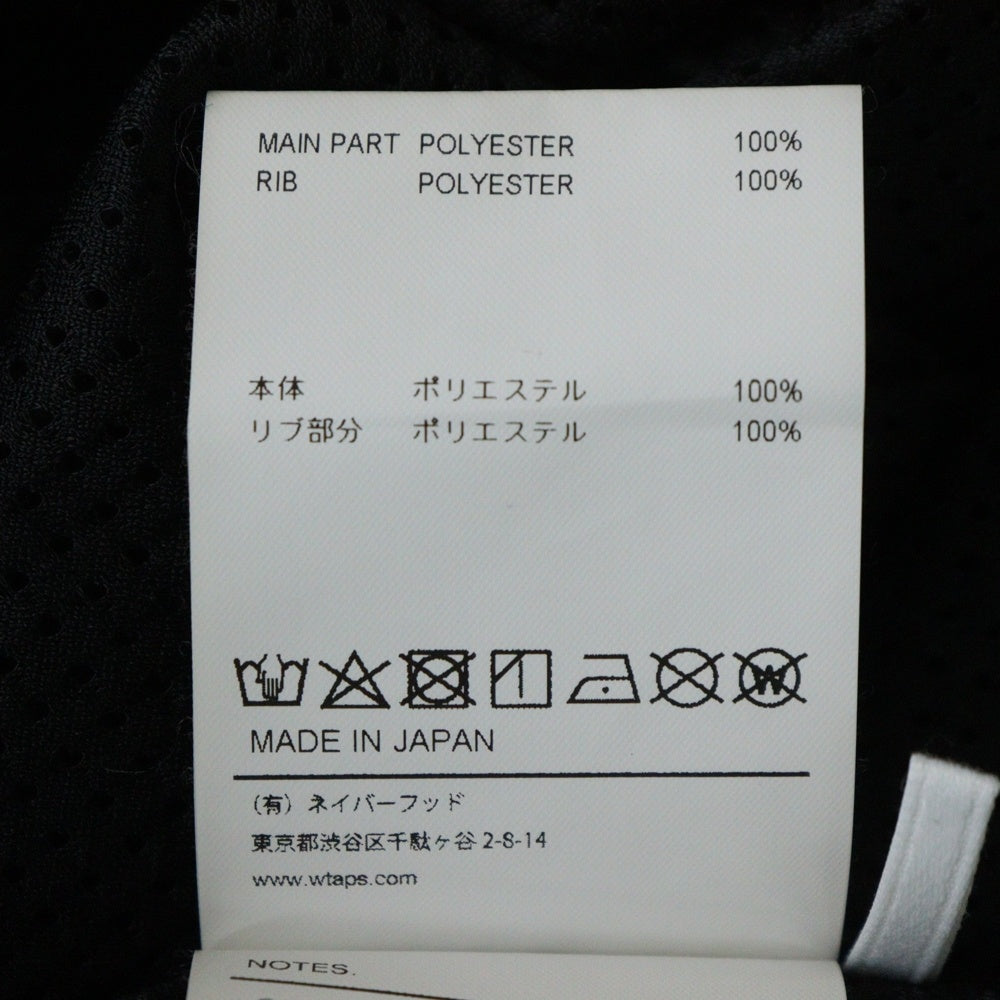 MAIN PART POLYESTER 100%
RIB POLYESTER 100%
本体 ポリエステル 100%
リブ部分 ポリエステル 100%
W
MADE IN JAPAN
(有) ネイバーフッド
東京都渋谷区千駄ヶ谷 2-8-14
www.wtaps.com
NOTES.